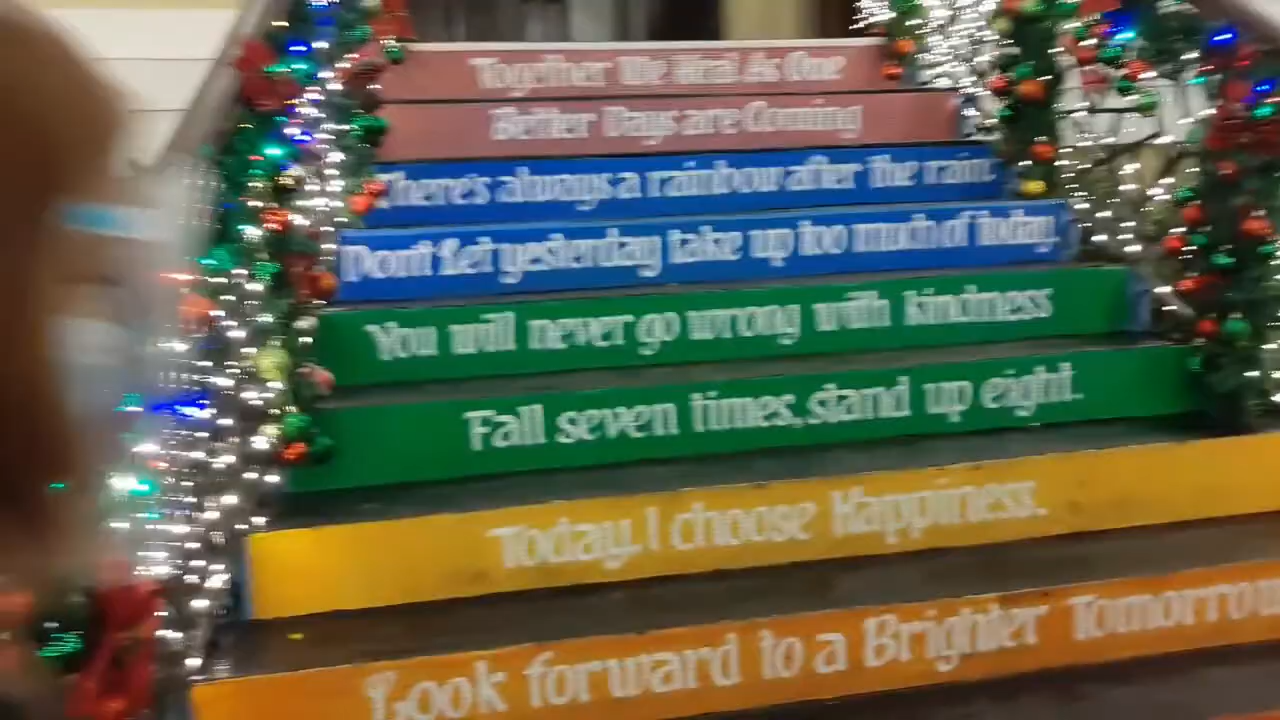 Together We Heal As One
Better Days are Coming
There's always a rainbow after the rain.
Don't Let yesterday take up too much of Today.
You will never go wrong with kindness
Fall seven times, stand up eight.
Today, I choose Happiness.
Look forward to a Brighter Tomorrow